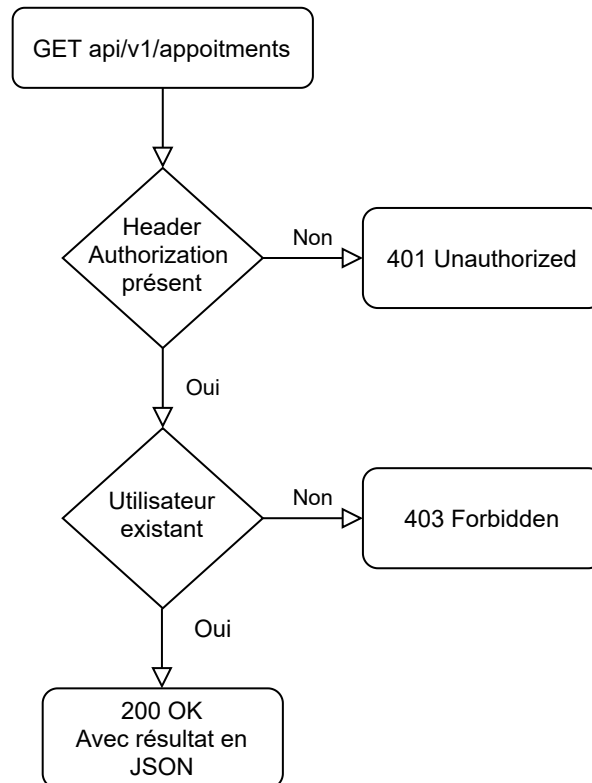 GET api/v1/appoitments
Header
Authorization
présent
Non
401 Unauthorized
Oui
Utilisateur
existant
Non
403 Forbidden
Oui
200 OK
Avec résultat en
JSON